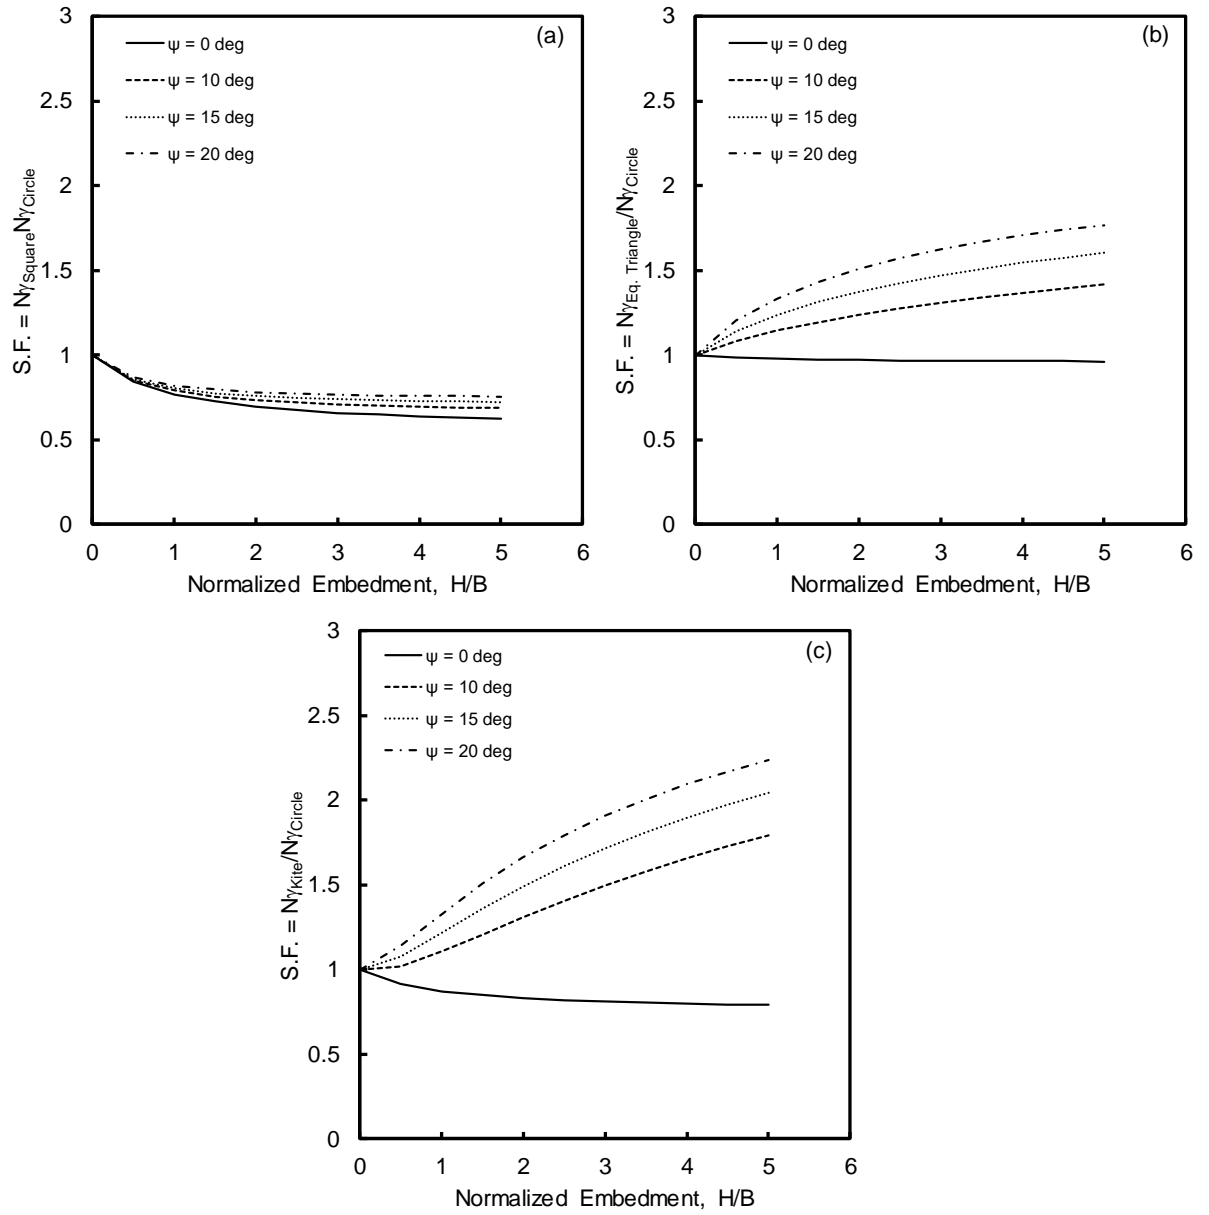 (a)
ψ = 0 deg
ψ = 10 deg
ψ = 15 deg
ψ = 20 deg
3
2.5
2
1.5
1
0.5
0
S.F. = NγSquareNγCircle
0 1 2 3 4 5 6
Normalized Embedment, H/B
(b)
ψ = 0 deg
ψ = 10 deg
ψ = 15 deg
ψ = 20 deg
3
2.5
2
1.5
1
0.5
0
S.F. = NγEq. Triangle/NγCircle
0 1 2 3 4 5 6
Normalized Embedment, H/B
(c)
ψ = 0 deg
ψ = 10 deg
ψ = 15 deg
ψ = 20 deg
3
2.5
2
1.5
1
0.5
0
S.F. = NγKite/NγCircle
0 1 2 3 4 5 6
Normalized Embedment, H/B